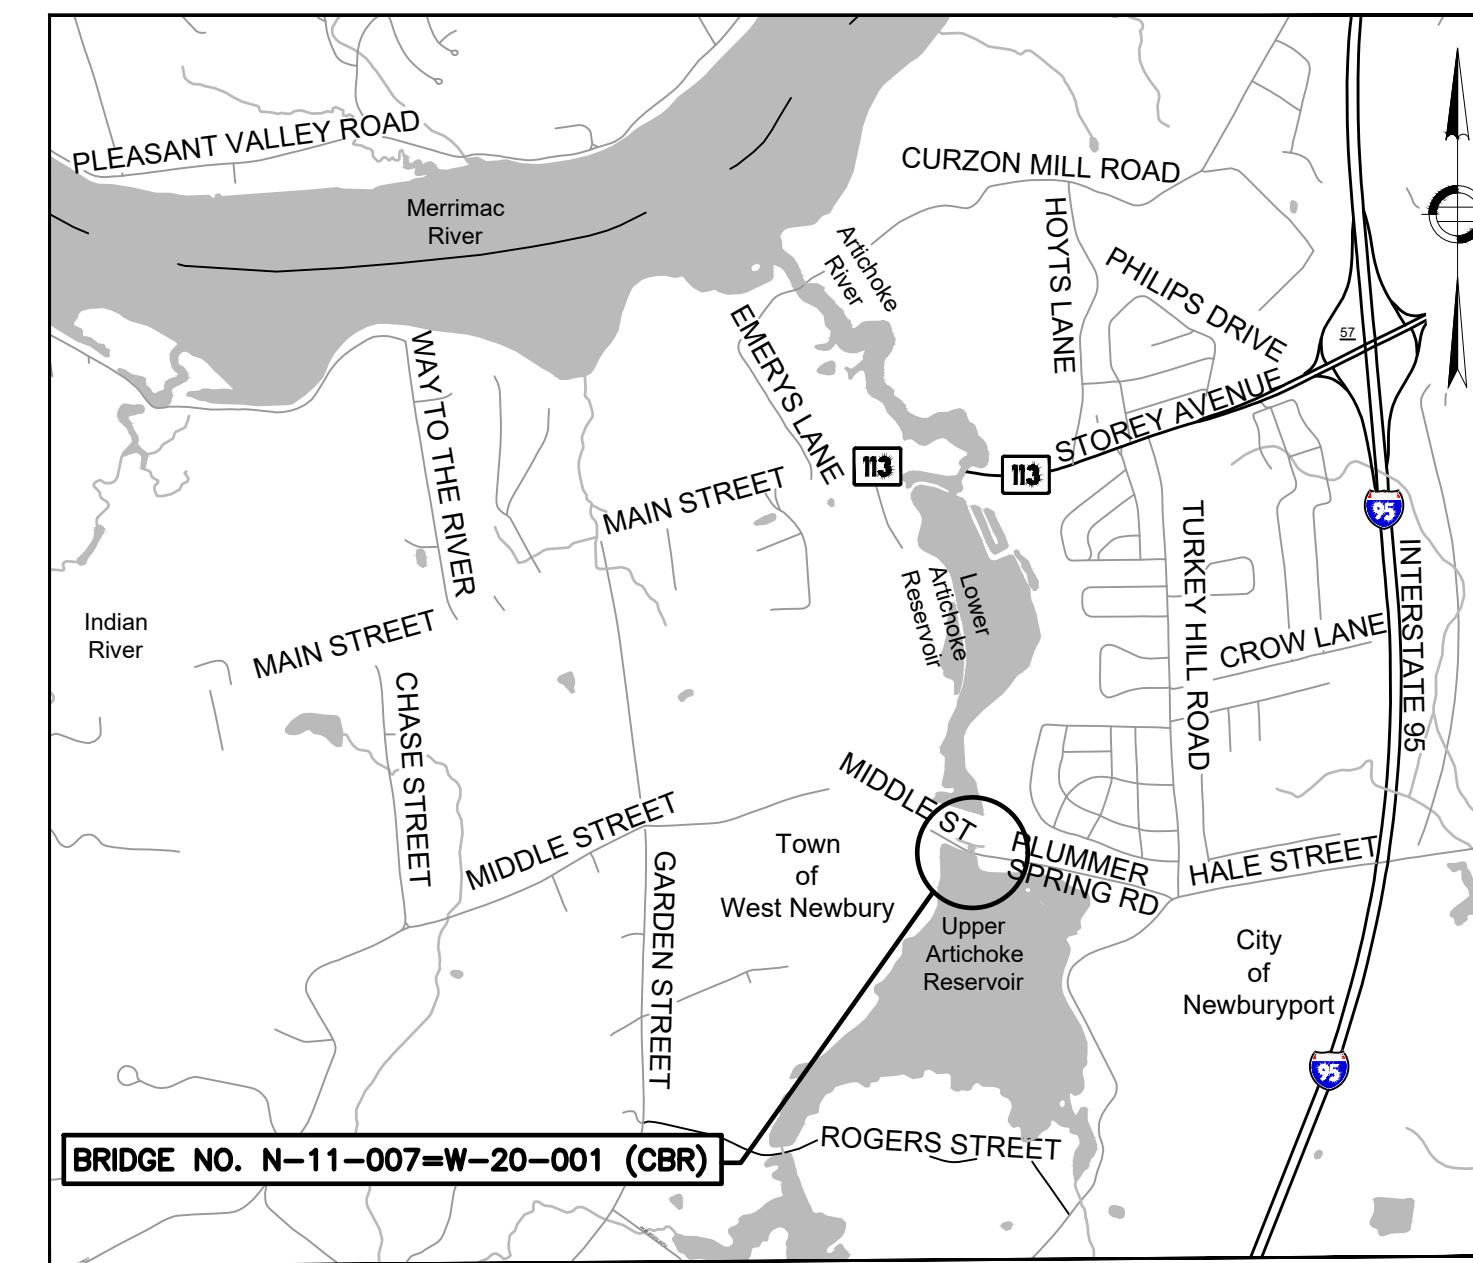 PLEASANT VALLEY ROAD
Merrimac
River
CURZON MILL ROAD
Artichoke
River
HOYTS LANE
PHILIPS DRIVE
57
EMERYS LANE
WAY TO THE RIVER
STOREY AVENUE
113
113
MAIN STREET
95
TURKEY HILL ROAD
INTERSTATE 95
Lower
Artichoke
Reservoir
Indian
River
MAIN STREET
CROW LANE
CHASE STREET
MIDDLE ST
MIDDLE STREET
PLUMMER
SPRING RD
HALE STREET
Town
of
West Newbury
GARDEN STREET
Upper
Artichoke
Reservoir
City
of
Newburyport
95
ROGERS STREET
BRIDGE NO. N-11-007=W-20-001 (CBR)